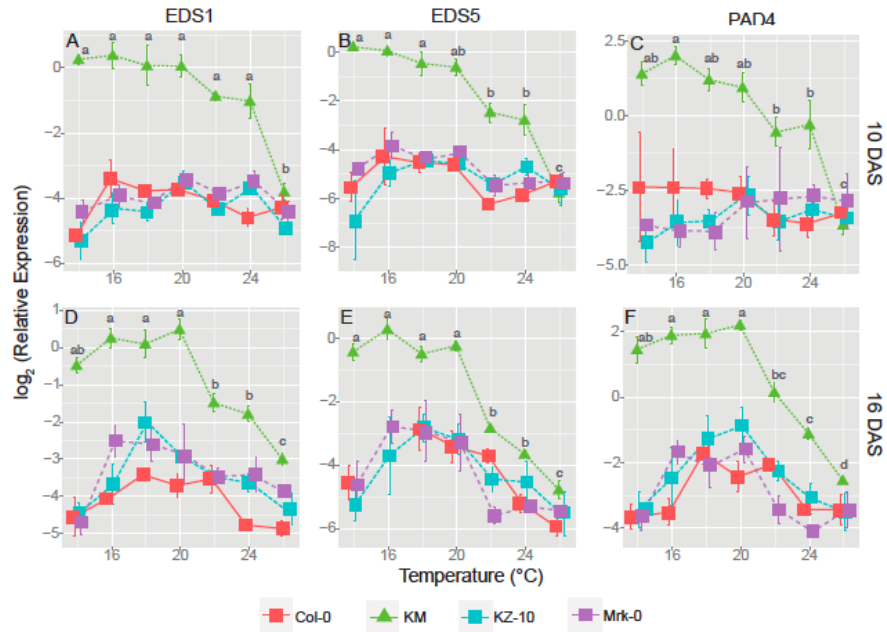 EDS1 EDS5 PAD4
A a a a a a a b
B a a a ab b b c
C ab a ab ab b b c
0
−2
−4
−6
0
−2
−4
−6
−8
2.5
0.0
−2.5
−5.0
16 20 24
16 20 24
16 20 24
10 DAS
log2 (Relative Expression)
D ab a a a b b c
E a a a a b b c
F ab a a a bc c d
1
0
−1
−2
−3
−4
−5
0
−2
−4
−6
2
0
−2
−4
16 20 24
16 20 24
16 20 24
16 DAS
Temperature (°C)
Col-0 KM KZ-10 Mrk-0